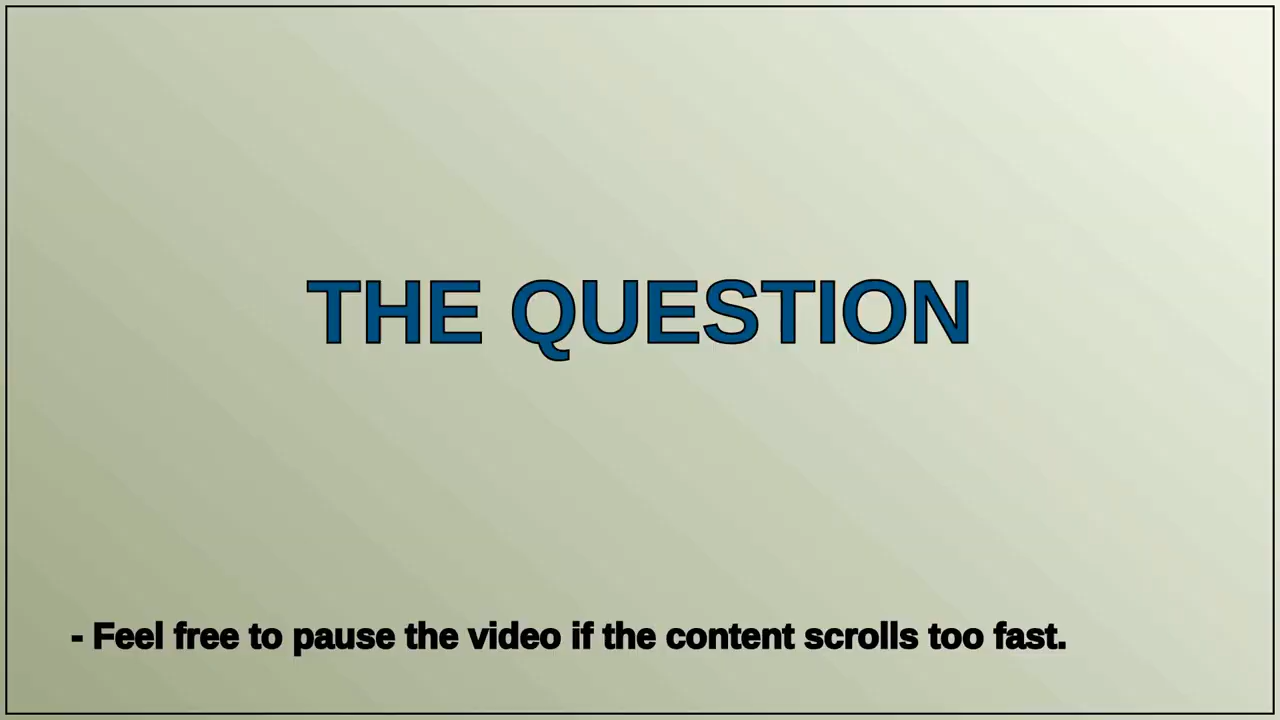 THE QUESTION
- Feel free to pause the video if the content scrolls too fast.